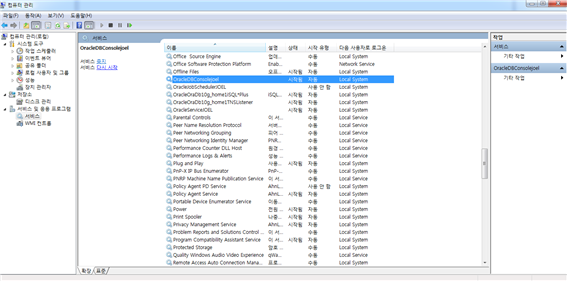 컴퓨터 관리
파일(F) 동작(A) 보기(V) 도움말(H)
컴퓨터 관리(로컬)
시스템 도구
작업 스케줄러
이벤트 뷰어
공유 폴더
로컬 사용자 및 그룹
성능
장치 관리자
저장소
디스크 관리
서비스 및 응용 프로그램
서비스
WMI 컨트롤
서비스
OracleDBConsolejoel
서비스 중지
서비스 다시 시작
이름 설명 상태 시작 유형 다음 사용자로 로그온
Office Source Engine 업데... 수동 Local System
Office Software Protection Platform Enab... 수동 Network Service
Offline Files 오프... 시작됨 자동 Local System
OracleDBConsolejoel 시작됨 자동 Local System
OracleJobSchedulerJOEL 사용 안 함 Local System
OracleOraDb10g_home1iSQL*Plus iSQL... 시작됨 자동 Local System
OracleOraDb10g_home1TNSListener 시작됨 자동 Local System
OracleServiceJOEL 시작됨 자동 Local System
Parental Controls 이 서... 수동 Local Service
Peer Name Resolution Protocol 서버... 수동 Local Service
Peer Networking Grouping 피어 ... 수동 Local Service
Peer Networking Identity Manager PNR... 수동 Local Service
Performance Counter DLL Host 원격 ... 수동 Local Service
Performance Logs & Alerts 성능 ... 수동 Local Service
Plug and Play 사용... 시작됨 자동 Local System
PnP-X IP Bus Enumerator PnP-... 수동 Local System
PNRP Machine Name Publication Service 이 서... 수동 Local Service
Policy Agent PD Service AhnL... 사용 안 함 Local System
Policy Agent Service AhnL... 시작됨 자동 Local System
Portable Device Enumerator Service 이동... 수동 Local System
Power 전원 ... 시작됨 자동 Local System
Print Spooler 나중... 시작됨 자동 Local System
Privacy Management Service AhnL... 시작됨 자동 Local System
Problem Reports and Solutions Control ... 이 서... 수동 Local System
Program Compatibility Assistant Service 이 서... 시작됨 수동 Local System
Protected Storage 암호 ... 수동 Local System
Quality Windows Audio Video Experience qWa... 수동 Local Service
Remote Access Auto Connection Mana... 프로... 수동 Local System
확장 표준
작업
서비스
기타 작업
OracleDBConsolejoel
기타 작업